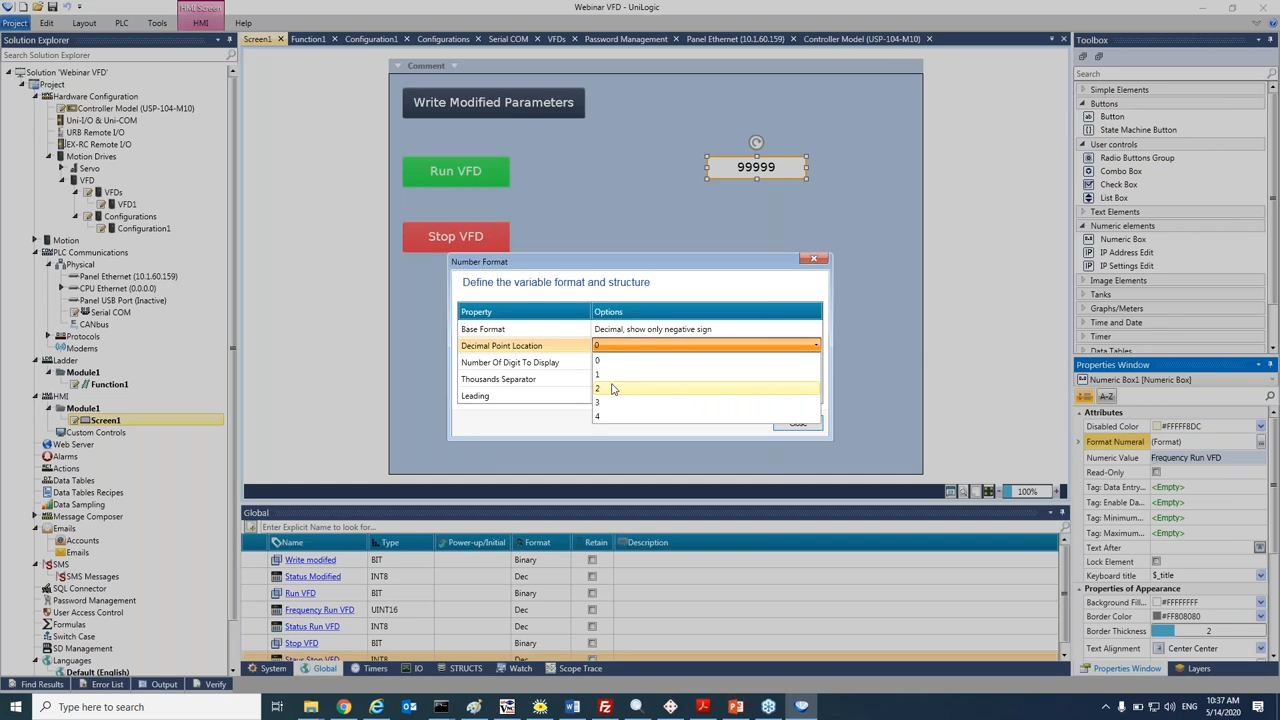 HMI Screen
Webinar VFD - UniLogic
Project
Edit
Layout
PLC
Tools
HMI
Help
Solution Explorer
Search Solution Explorer
Solution 'Webinar VFD'
Project
Hardware Configuration
Controller Model (USP-104-M10)
Uni-I/O & Uni-COM
URB Remote I/O
EX-RC Remote I/O
Motion Drives
Servo
VFD
VFDs
VFD1
Configurations
Configuration1
Motion
PLC Communications
Physical
Panel Ethernet (10.1.60.159)
CPU Ethernet (0.0.0.0)
Panel USB Port (Inactive)
Serial COM
CANbus
Protocols
Modems
Ladder
Module1
// Function1
HMI
Module1
Screen1
Custom Controls
Web Server
Alarms
Actions
Data Tables
Data Tables Recipes
Data Sampling
Message Composer
Emails
Accounts
Emails
SMS
SMS Messages
SQL Connector
Password Management
User Access Control
Formulas
Switch Case
SD Management
Languages
Default (English)
Screen1
Function1
Configuration1
Configurations
Serial COM
VFDs
Password Management
Panel Ethernet (10.1.60.159)
Controller Model (USP-104-M10)
Comment
Write Modified Parameters
Run VFD
99999
Stop VFD
Number Format
Define the variable format and structure
Property Options
Base Format Decimal, show only negative sign
Decimal Point Location 0
Number Of Digit To Display
Thousands Separator
Leading
0
1
2
3
4
Close
100%
Global
Enter Explicit Name to look for...
Name Type Power-up/Initial Format Retain Description
Write modifed BIT Binary
Status Modified INT8 Dec
Run VFD BIT Binary
Frequency Run VFD UINT16 Dec
Status Run VFD INT8 Dec
Stop VFD BIT Binary
Staus Stop VFD INT8 Dec
System
Global
Timers
IO
STRUCTS
Watch
Scope Trace
Toolbox
Search
Simple Elements
Buttons
Button
State Machine Button
User controls
Radio Buttons Group
Combo Box
Check Box
List Box
Text Elements
Numeric elements
Numeric Box
IP Address Edit
IP Settings Edit
Image Elements
Tanks
Graphs/Meters
Time and Date
Data Tables
Properties Window
Numeric Box1 [Numeric Box]
A-Z
Attributes
Disabled Color #FFFFF8DC
Format Numeral (Format)
Numeric Value Frequency Run VFD
Read-Only
Tag: Data Entry... <Empty>
Tag: Enable Da... <Empty>
Tag: Minimum... <Empty>
Tag: Maximum... <Empty>
Text After
Lock Element
Keyboard title $_title
Properties of Appearance
Background Fill... #FFFFFFFF
Border Color #FF808080
Border Thickness 2
Text Alignment Center Center
Properties Window
Layers
Find Results
Error List
Output
Verify
Type here to search
ENG
10:37 AM
5/14/2020